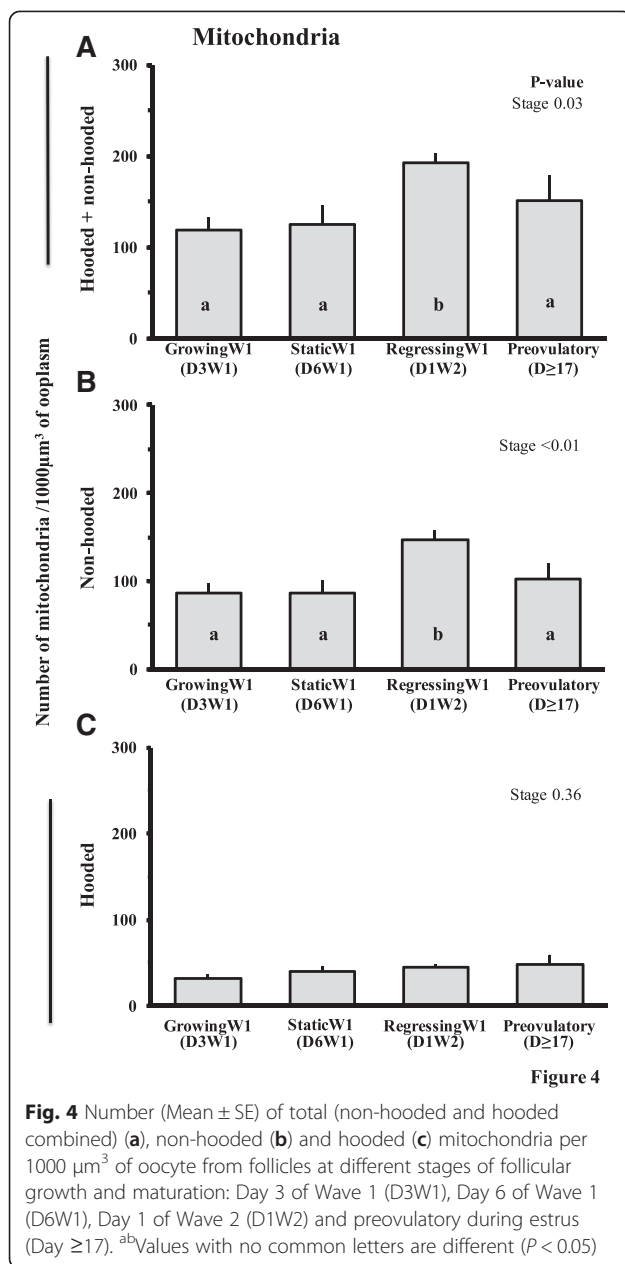 Mitochondria
A
300
200
100
0
Hooded + non-hooded
P-value
Stage 0.03
a
a
b
a
GrowingW1 StaticW1 RegressingW1 Preovulatory
(D3W1) (D6W1) (D1W2) (D≥17)
Number of mitochondria /1000µm³ of ooplasm
B
300
200
100
0
Non-hooded
Stage <0.01
a
a
b
a
GrowingW1 StaticW1 RegressingW1 Preovulatory
(D3W1) (D6W1) (D1W2) (D≥17)
C
300
200
100
0
Hooded
Stage 0.36
GrowingW1 StaticW1 RegressingW1 Preovulatory
(D3W1) (D6W1) (D1W2) (D≥17)
Figure 4
Fig. 4 Number (Mean ± SE) of total (non-hooded and hooded
combined) (a), non-hooded (b) and hooded (c) mitochondria per
1000 µm³ of oocyte from follicles at different stages of follicular
growth and maturation: Day 3 of Wave 1 (D3W1), Day 6 of Wave 1
(D6W1), Day 1 of Wave 2 (D1W2) and preovulatory during estrus
(Day ≥17). ᵃᵇValues with no common letters are different (P < 0.05)